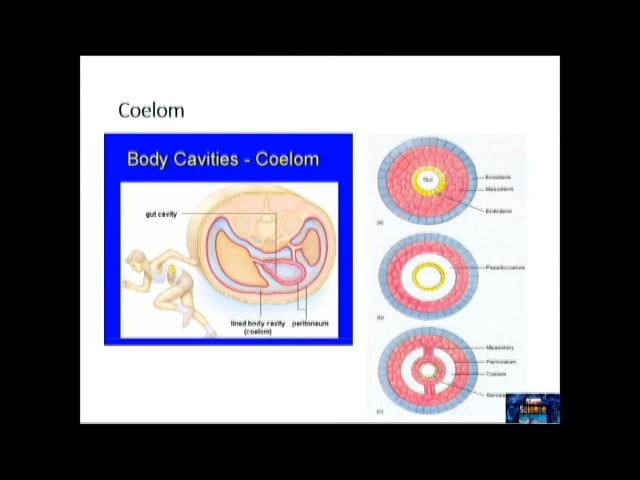 Coelom
Body Cavities - Coelom
gut cavity
lined body cavity
(coelom)
peritoneum
Gut
Ectoderm
Mesoderm
Endoderm
(a)
Pseudocoelom
(b)
Mesentery
Peritoneum
Coelom
(c)
Science